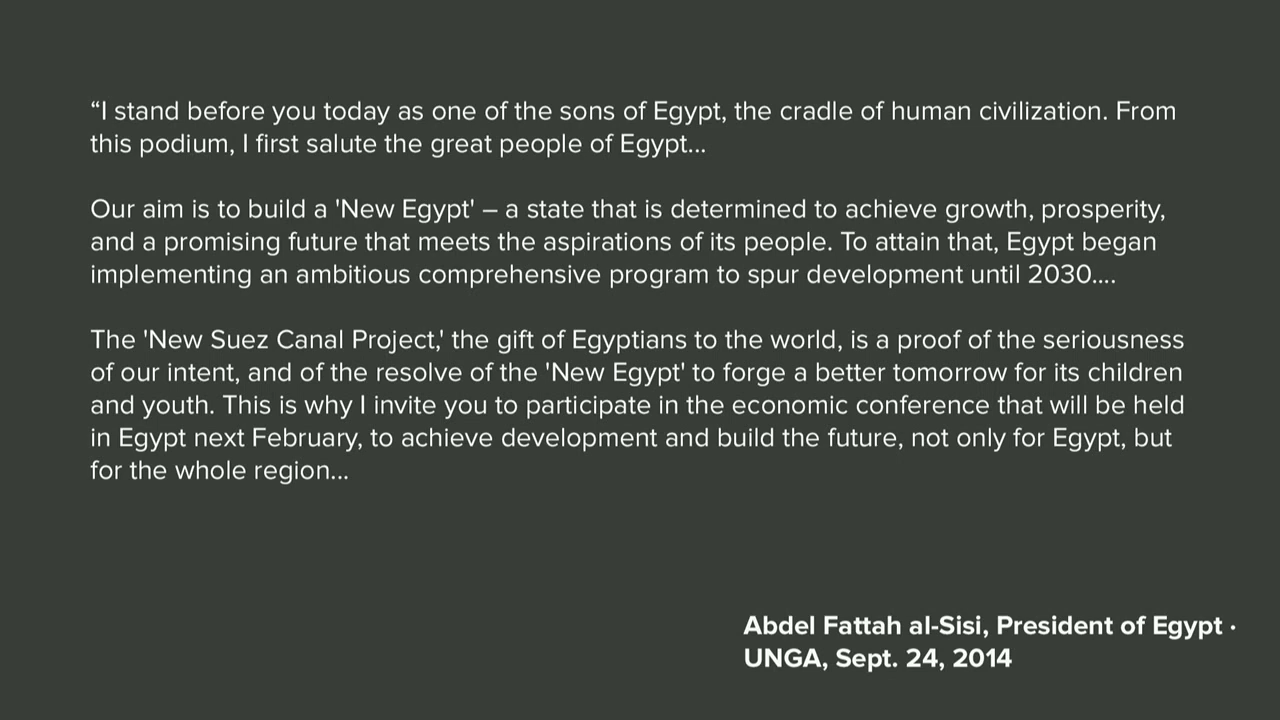 “I stand before you today as one of the sons of Egypt, the cradle of human civilization. From
this podium, I first salute the great people of Egypt...
Our aim is to build a 'New Egypt' – a state that is determined to achieve growth, prosperity,
and a promising future that meets the aspirations of its people. To attain that, Egypt began
implementing an ambitious comprehensive program to spur development until 2030....
The 'New Suez Canal Project,' the gift of Egyptians to the world, is a proof of the seriousness
of our intent, and of the resolve of the 'New Egypt' to forge a better tomorrow for its children
and youth. This is why I invite you to participate in the economic conference that will be held
in Egypt next February, to achieve development and build the future, not only for Egypt, but
for the whole region...
Abdel Fattah al-Sisi, President of Egypt ·
UNGA, Sept. 24, 2014